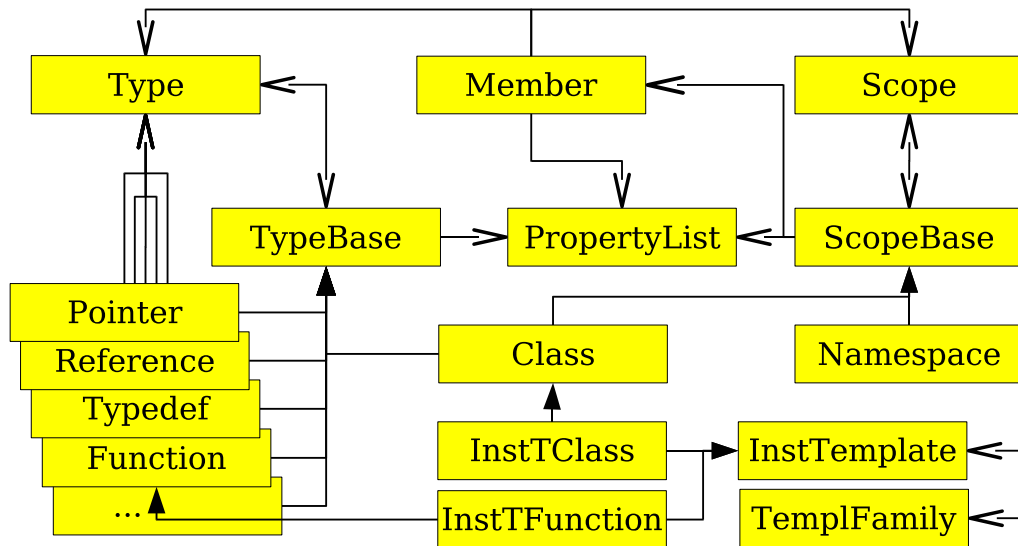 Type
Member
Scope
TypeBase
PropertyList
ScopeBase
Pointer
Reference
Typedef
Function
...
Class
Namespace
InstTClass
InstTemplate
InstTFunction
TemplFamily